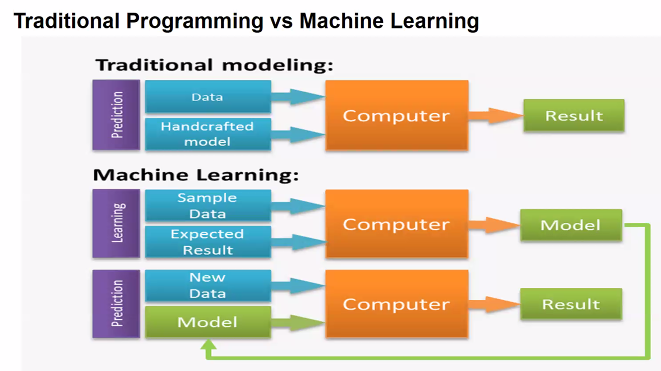 Traditional Programming vs Machine Learning
Traditional modeling:
Prediction
Data
Handcrafted
model
Computer
Result
Machine Learning:
Learning
Sample
Data
Expected
Result
Computer
Model
Prediction
New
Data
Model
Computer
Result